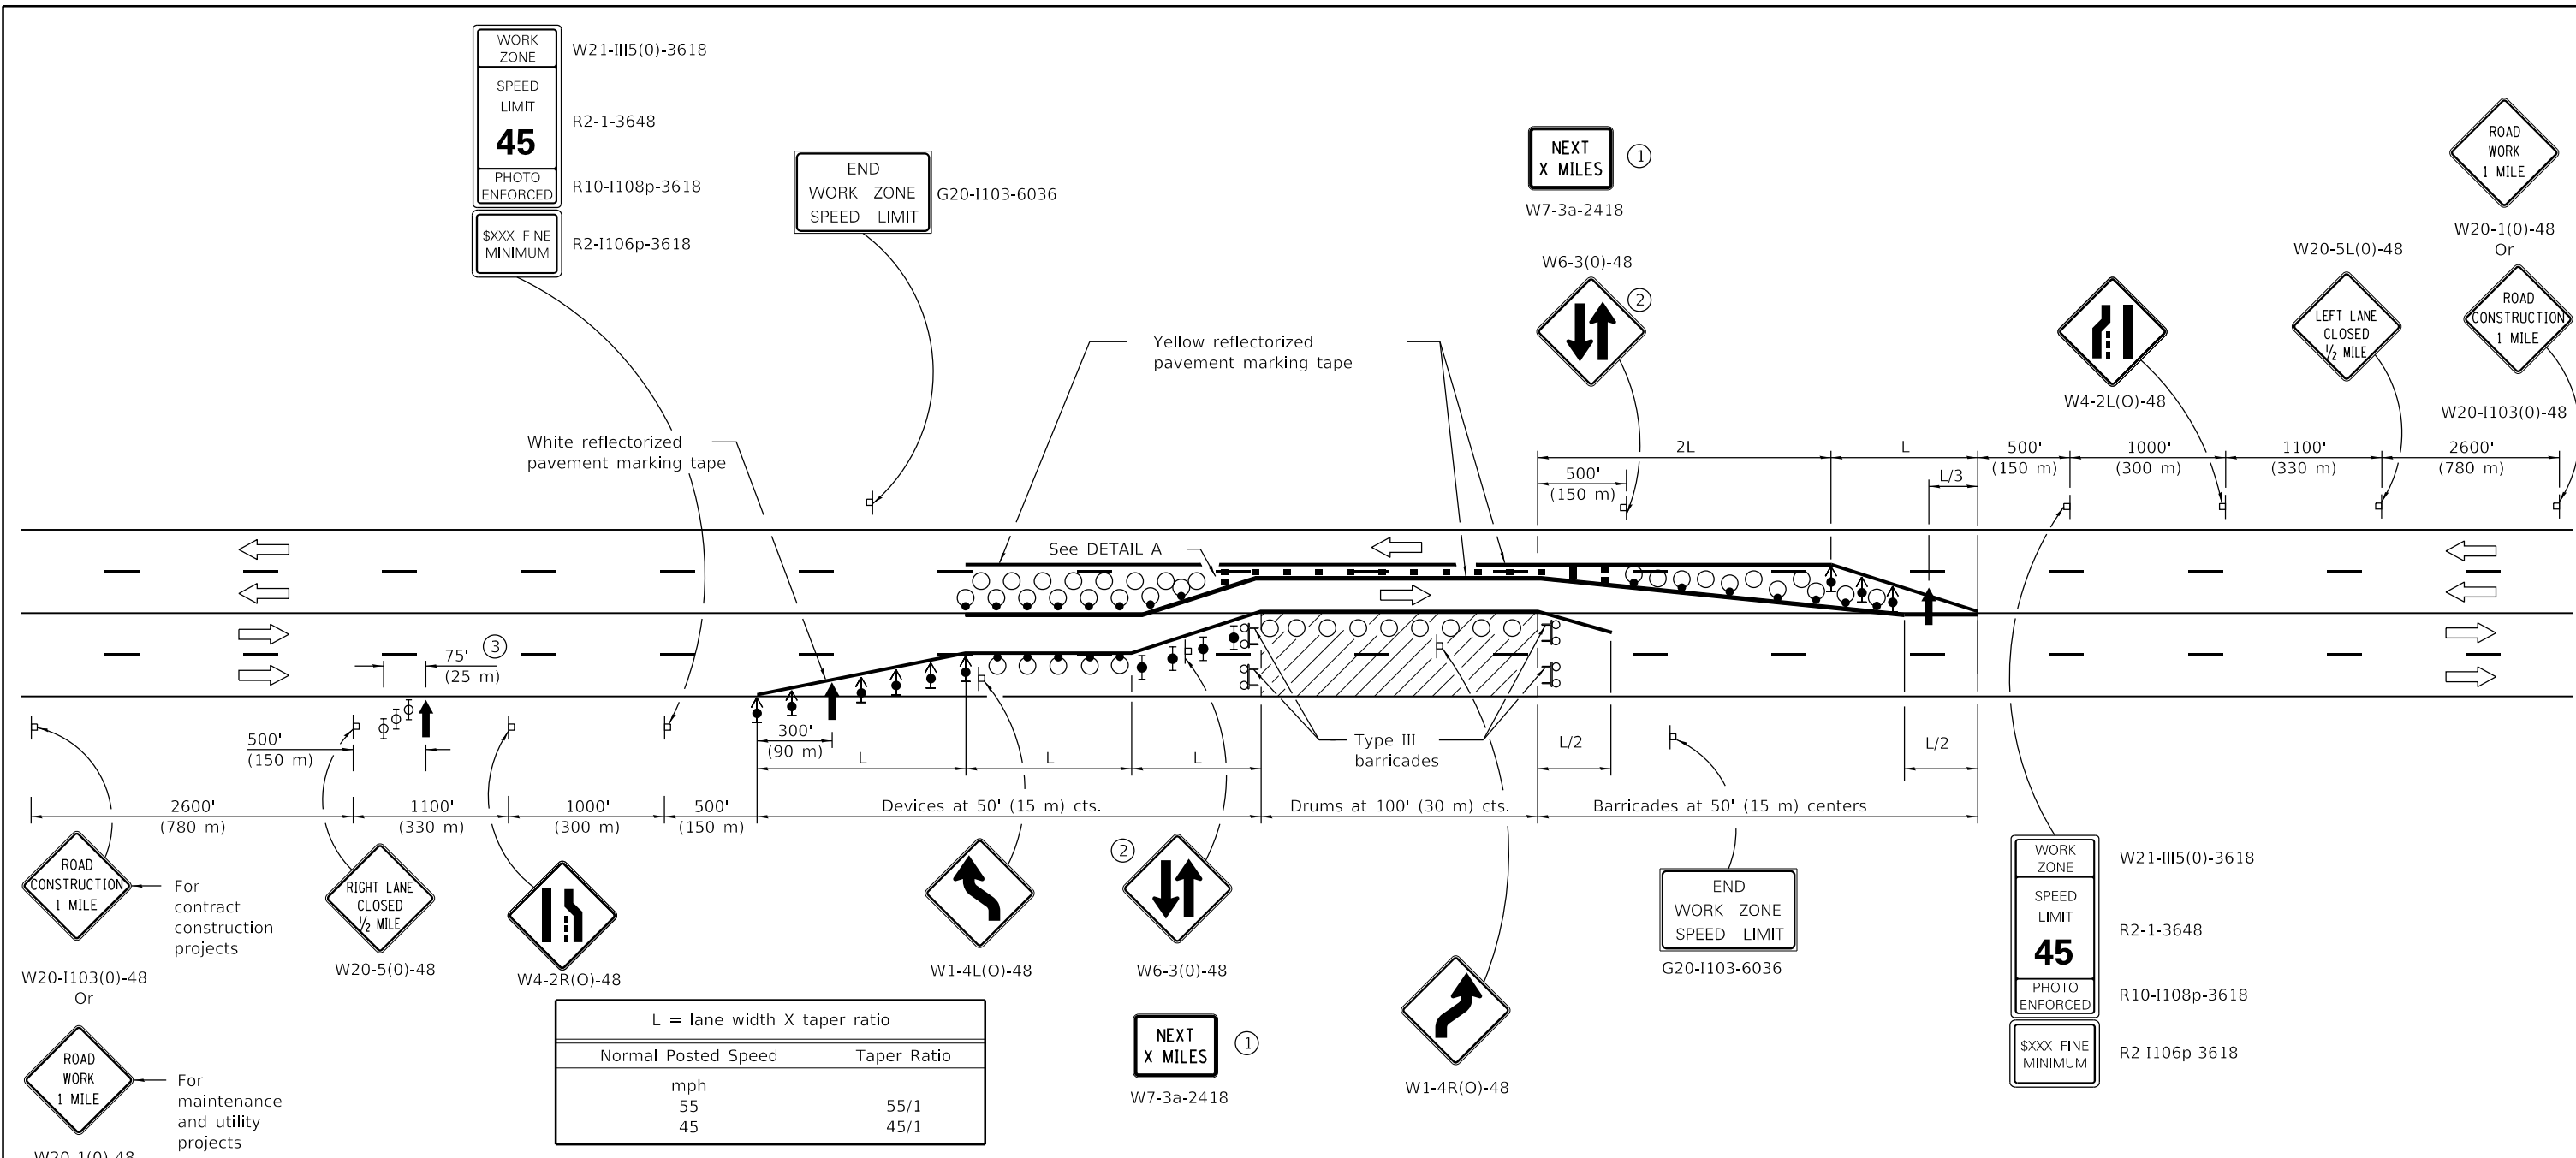 WORK
ZONE
W21-III5(0)-3618
SPEED
LIMIT
45
R2-1-3648
PHOTO
ENFORCED
R10-I108p-3618
$XXX FINE
MINIMUM
R2-I106p-3618
END
WORK ZONE
SPEED LIMIT
G20-I103-6036
NEXT
X MILES
1
W7-3a-2418
W6-3(0)-48
2
ROAD
WORK
1 MILE
W20-1(0)-48
Or
W20-5L(0)-48
LEFT LANE
CLOSED
1/2 MILE
ROAD
CONSTRUCTION
1 MILE
W20-I103(0)-48
W4-2L(O)-48
Yellow reflectorized
pavement marking tape
White reflectorized
pavement marking tape
2L
L
500'
(150 m)
1000'
(300 m)
1100'
(330 m)
2600'
(780 m)
500'
(150 m)
L/3
See DETAIL A
75'
(25 m)
3
500'
(150 m)
300'
(90 m)
L
L
L
Type III
barricades
L/2
L/2
2600'
(780 m)
1100'
(330 m)
1000'
(300 m)
500'
(150 m)
Devices at 50' (15 m) cts.
Drums at 100' (30 m) cts.
Barricades at 50' (15 m) centers
ROAD
CONSTRUCTION
1 MILE
For
contract
construction
projects
W20-I103(0)-48
Or
RIGHT LANE
CLOSED
1/2 MILE
W20-5(0)-48
W4-2R(O)-48
W1-4L(O)-48
2
W6-3(0)-48
NEXT
X MILES
1
W7-3a-2418
W1-4R(O)-48
END
WORK ZONE
SPEED LIMIT
G20-I103-6036
WORK
ZONE
W21-III5(0)-3618
SPEED
LIMIT
45
R2-1-3648
PHOTO
ENFORCED
R10-I108p-3618
$XXX FINE
MINIMUM
R2-I106p-3618
ROAD
WORK
1 MILE
For
maintenance
and utility
projects
W20-1(0)-48
L = lane width X taper ratio
Normal Posted Speed Taper Ratio
mph
55 55/1
45 45/1